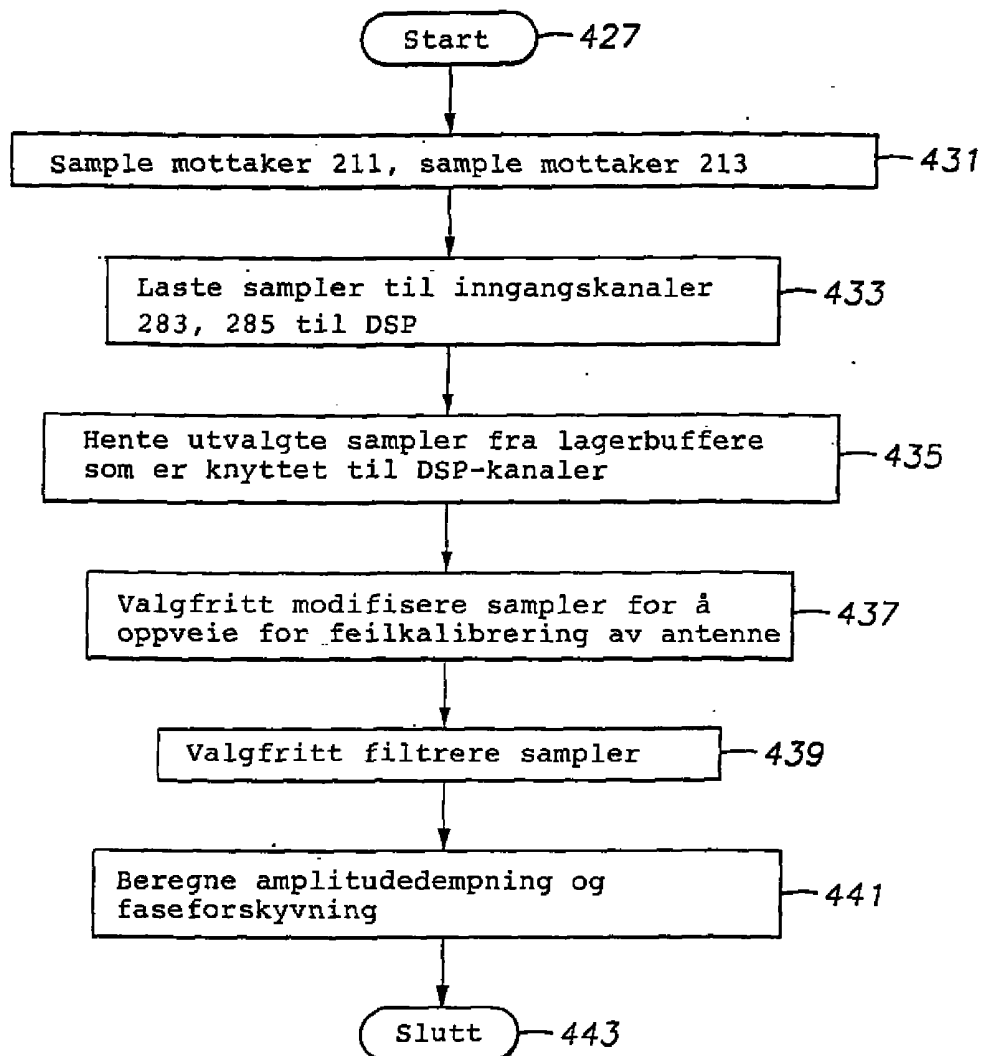 Start 427
Sample mottaker 211, sample mottaker 213 431
Laste sampler til inngangskanaler
283, 285 til DSP 433
Hente utvalgte sampler fra lagerbuffere
som er knyttet til DSP-kanaler 435
Valgfritt modifisere sampler for å
oppveie for feilkalibrering av antenne 437
Valgfritt filtrere sampler 439
Beregne amplitudedempning og
faseforskyvning 441
Slutt 443